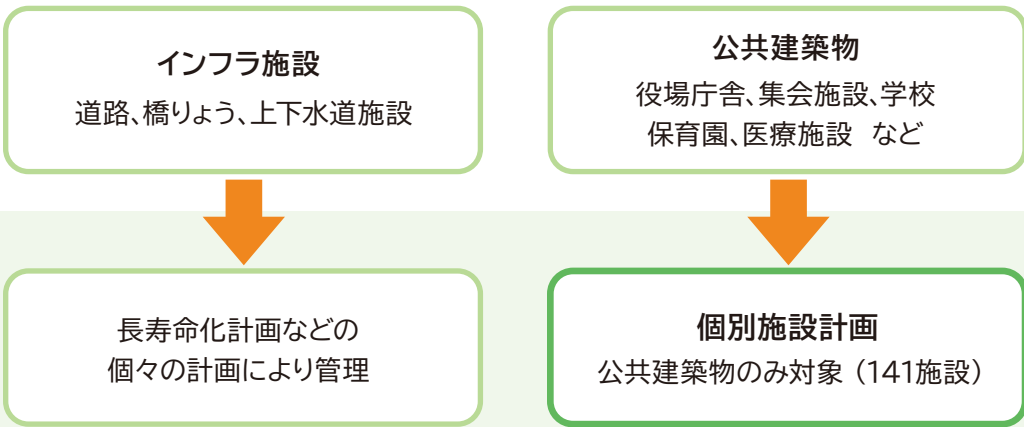 インフラ施設
道路、橋りょう、上下水道施設
公共建築物
役場庁舎、集会施設、学校
保育園、医療施設　など
長寿命化計画などの
個々の計画により管理
個別施設計画
公共建築物のみ対象（141施設）